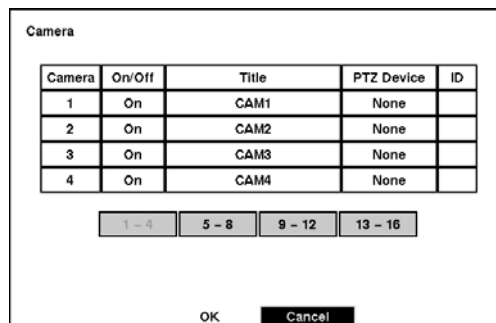 Camera
Camera On/Off Title PTZ Device ID
1 On CAM1 None
2 On CAM2 None
3 On CAM3 None
4 On CAM4 None
1 – 4 5 – 8 9 – 12 13 – 16
OK Cancel